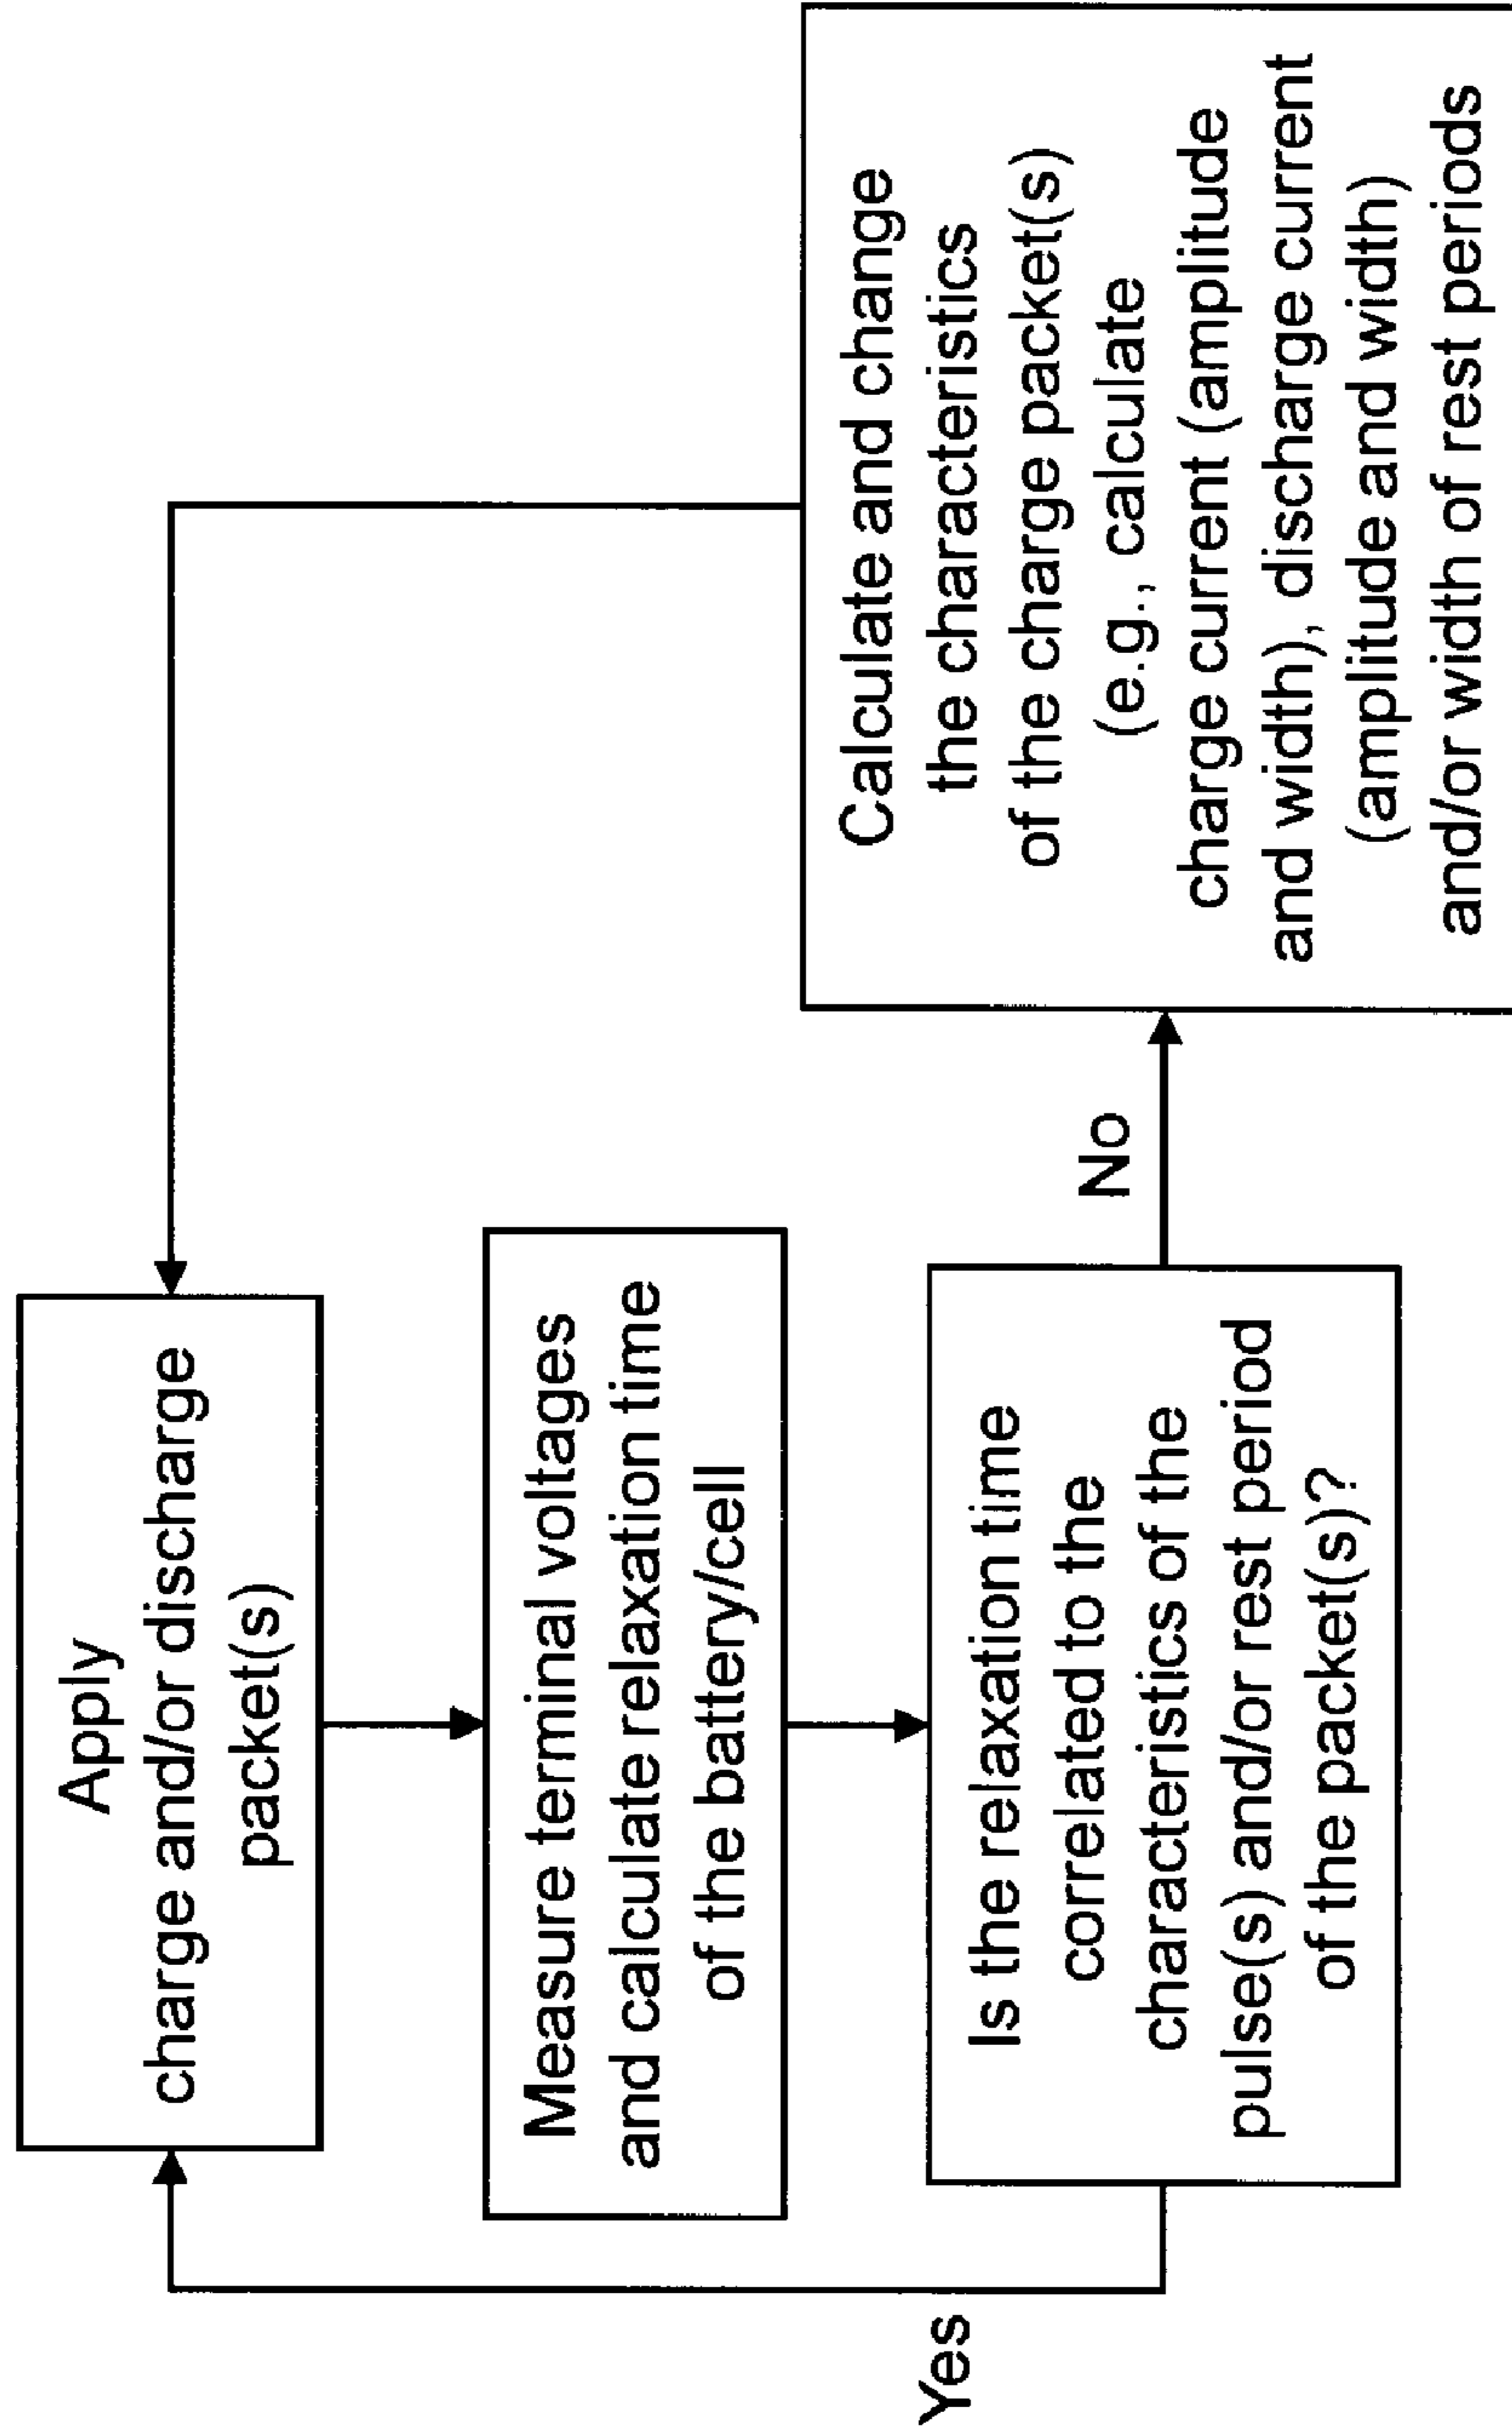 Apply
charge and/or discharge
packet(s)
Measure terminal voltages
and calculate relaxation time
of the battery/cell
Is the relaxation time
correlated to the
characteristics of the
pulse(s) and/or rest period
of the packet(s)?
Yes
No
Calculate and change
the characteristics
of the charge packet(s)
(e.g., calculate
charge current (amplitude
and width), discharge current
(amplitude and width)
and/or width of rest periods